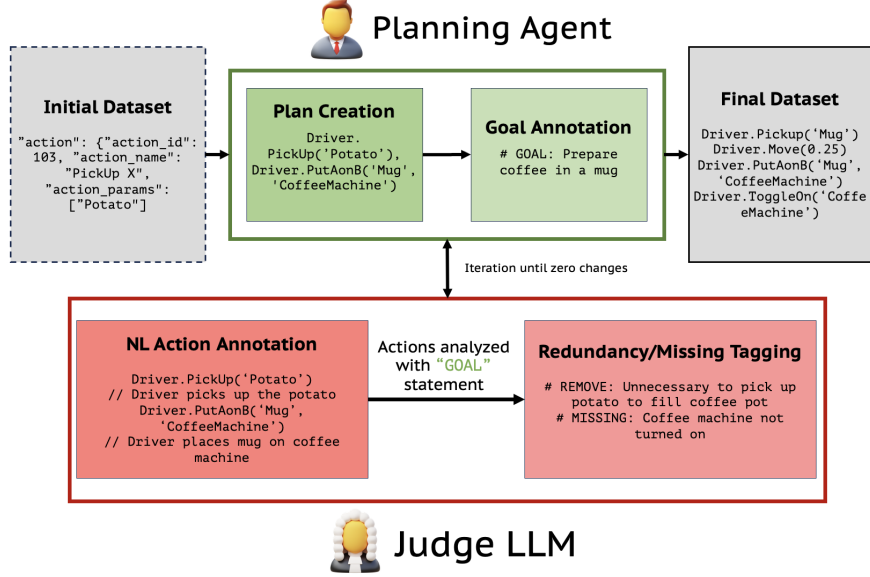 Planning Agent
Initial Dataset
"action": {"action_id":
103, "action_name":
"PickUp X",
"action_params":
["Potato"]
Plan Creation
Driver.
PickUp('Potato'),
Driver.PutAonB('Mug',
'CoffeeMachine')
Goal Annotation
# GOAL: Prepare
coffee in a mug
Final Dataset
Driver.Pickup(‘Mug’)
Driver.Move(0.25)
Driver.PutAonB(‘Mug’,
‘CoffeeMachine’)
Driver.ToggleOn(‘Coffe
eMachine’)
Iteration until zero changes
NL Action Annotation
Driver.PickUp(‘Potato’)
// Driver picks up the potato
Driver.PutAonB(‘Mug’,
‘CoffeeMachine’)
// Driver places mug on coffee
machine
Actions analyzed
with “GOAL”
statement
Redundancy/Missing Tagging
# REMOVE: Unnecessary to pick up
potato to fill coffee pot
# MISSING: Coffee machine not
turned on
Judge LLM